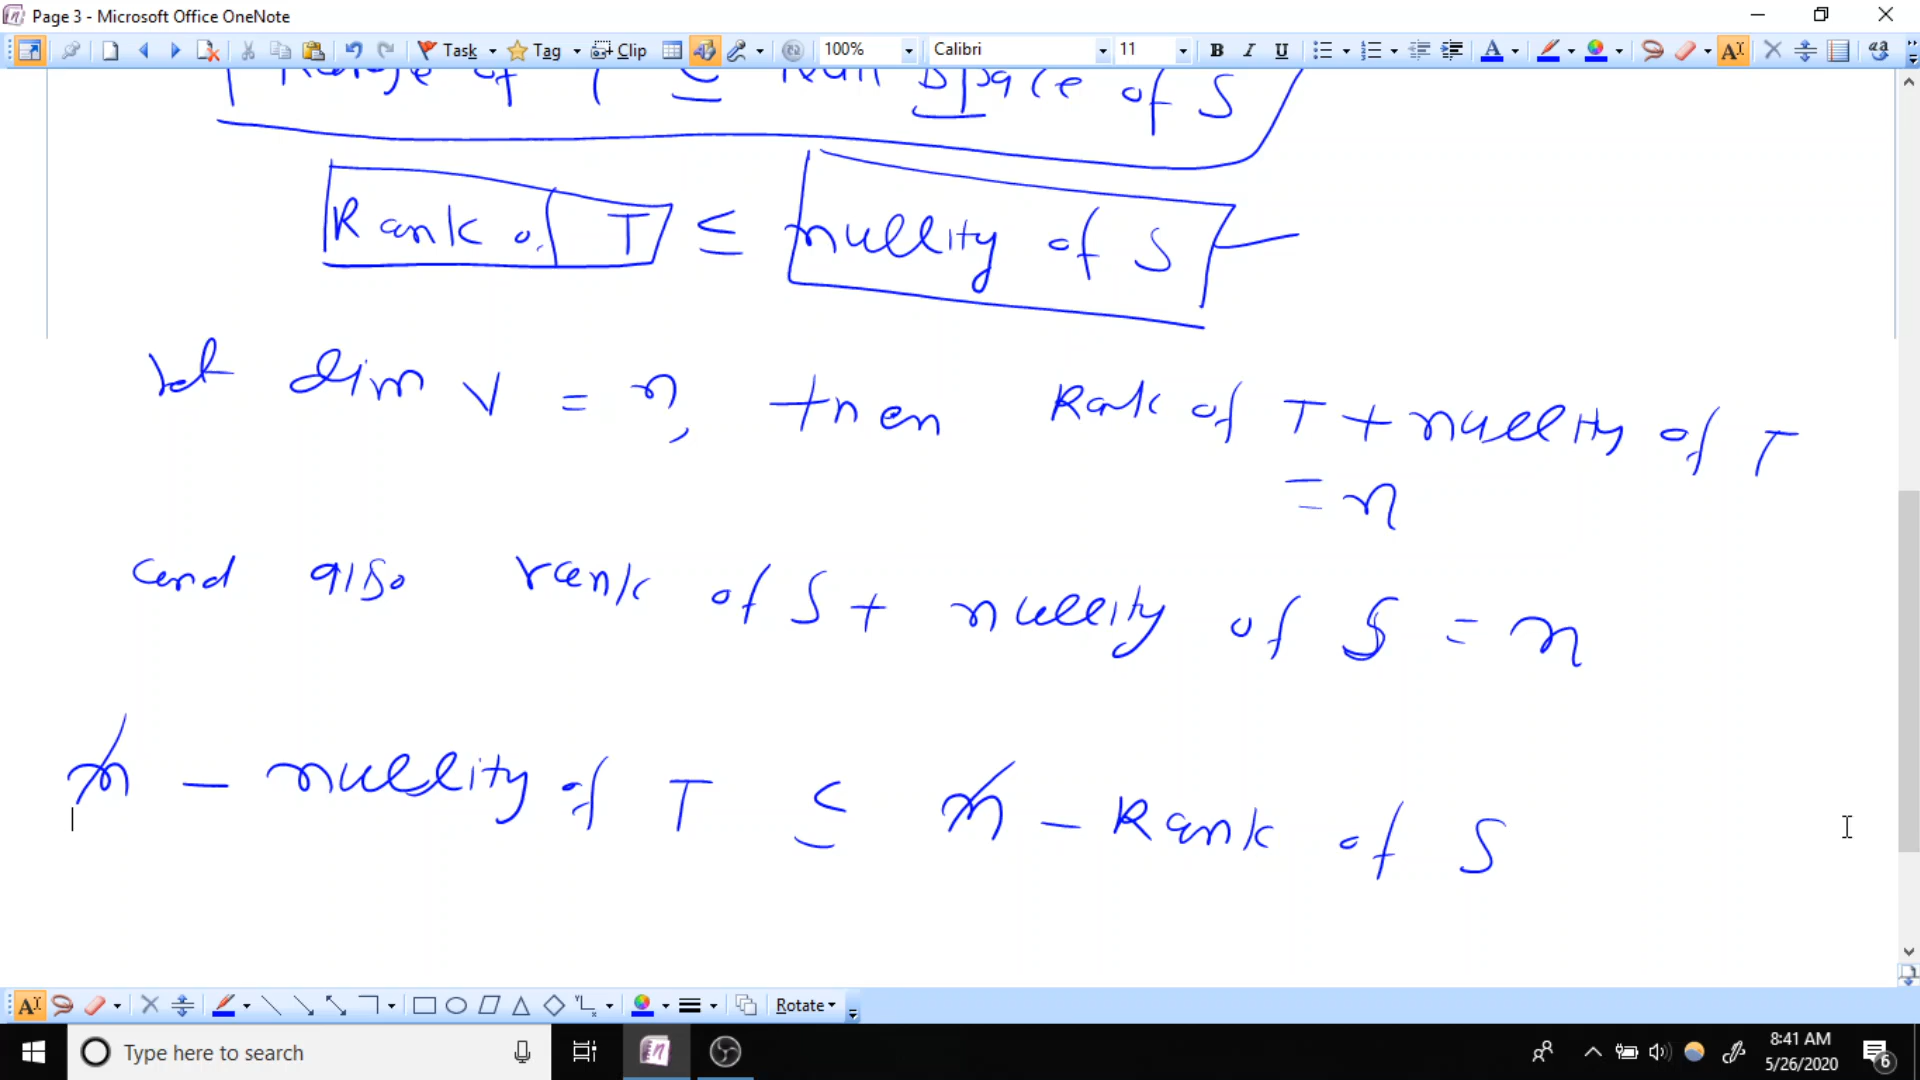 Page 3 - Microsoft Office OneNote
Task Tag Clip 100% Calibri 11 B I U
Range of T ⊆ Null Space of S
Rank of T ≤ nullity of S
let dim V = n, then Rank of T + nullity of T
= n
and also rank of S + nullity of S = n
n - nullity of T ≤ n - Rank of S
Rotate
Type here to search
8:41 AM
5/26/2020
6